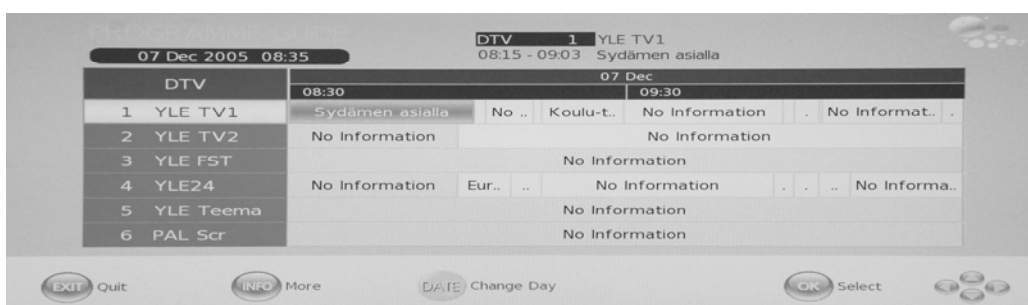 PROGRAMME GUIDE
DTV 1 YLE TV1
07 Dec 2005 08:35
08:15 - 09:03 Sydämen asialla
DTV
07 Dec
08:30 09:30
1 YLE TV1 Sydämen asialla No .. Koulu-t.. No Information . No Informat.. .
2 YLE TV2 No Information No Information
3 YLE FST No Information
4 YLE24 No Information Eur.. .. No Information . . .. No Informa..
5 YLE Teema No Information
6 PAL Scr No Information
EXIT Quit INFO More DATE Change Day OK Select